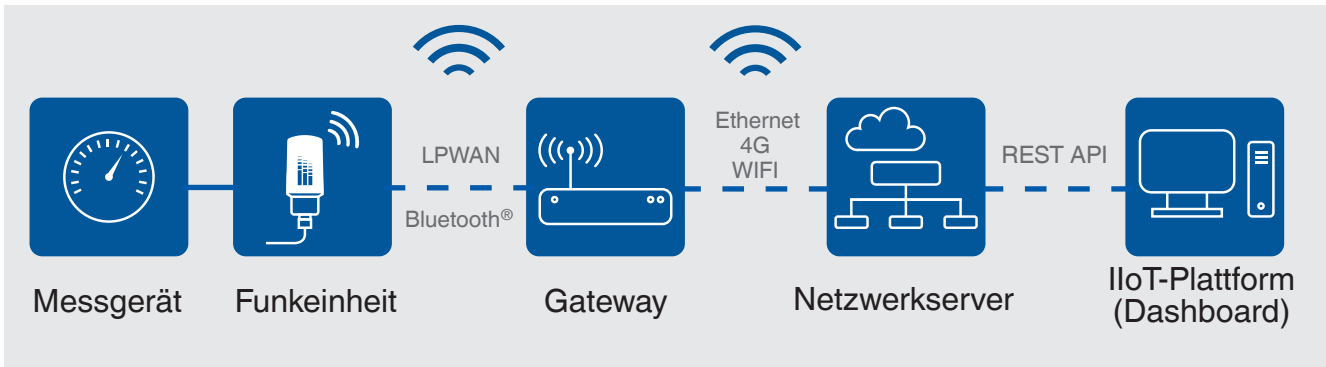 LPWAN
Bluetooth®
Ethernet
4G
WIFI
REST API
Messgerät
Funkeinheit
Gateway
Netzwerkserver
IIoT-Plattform
(Dashboard)